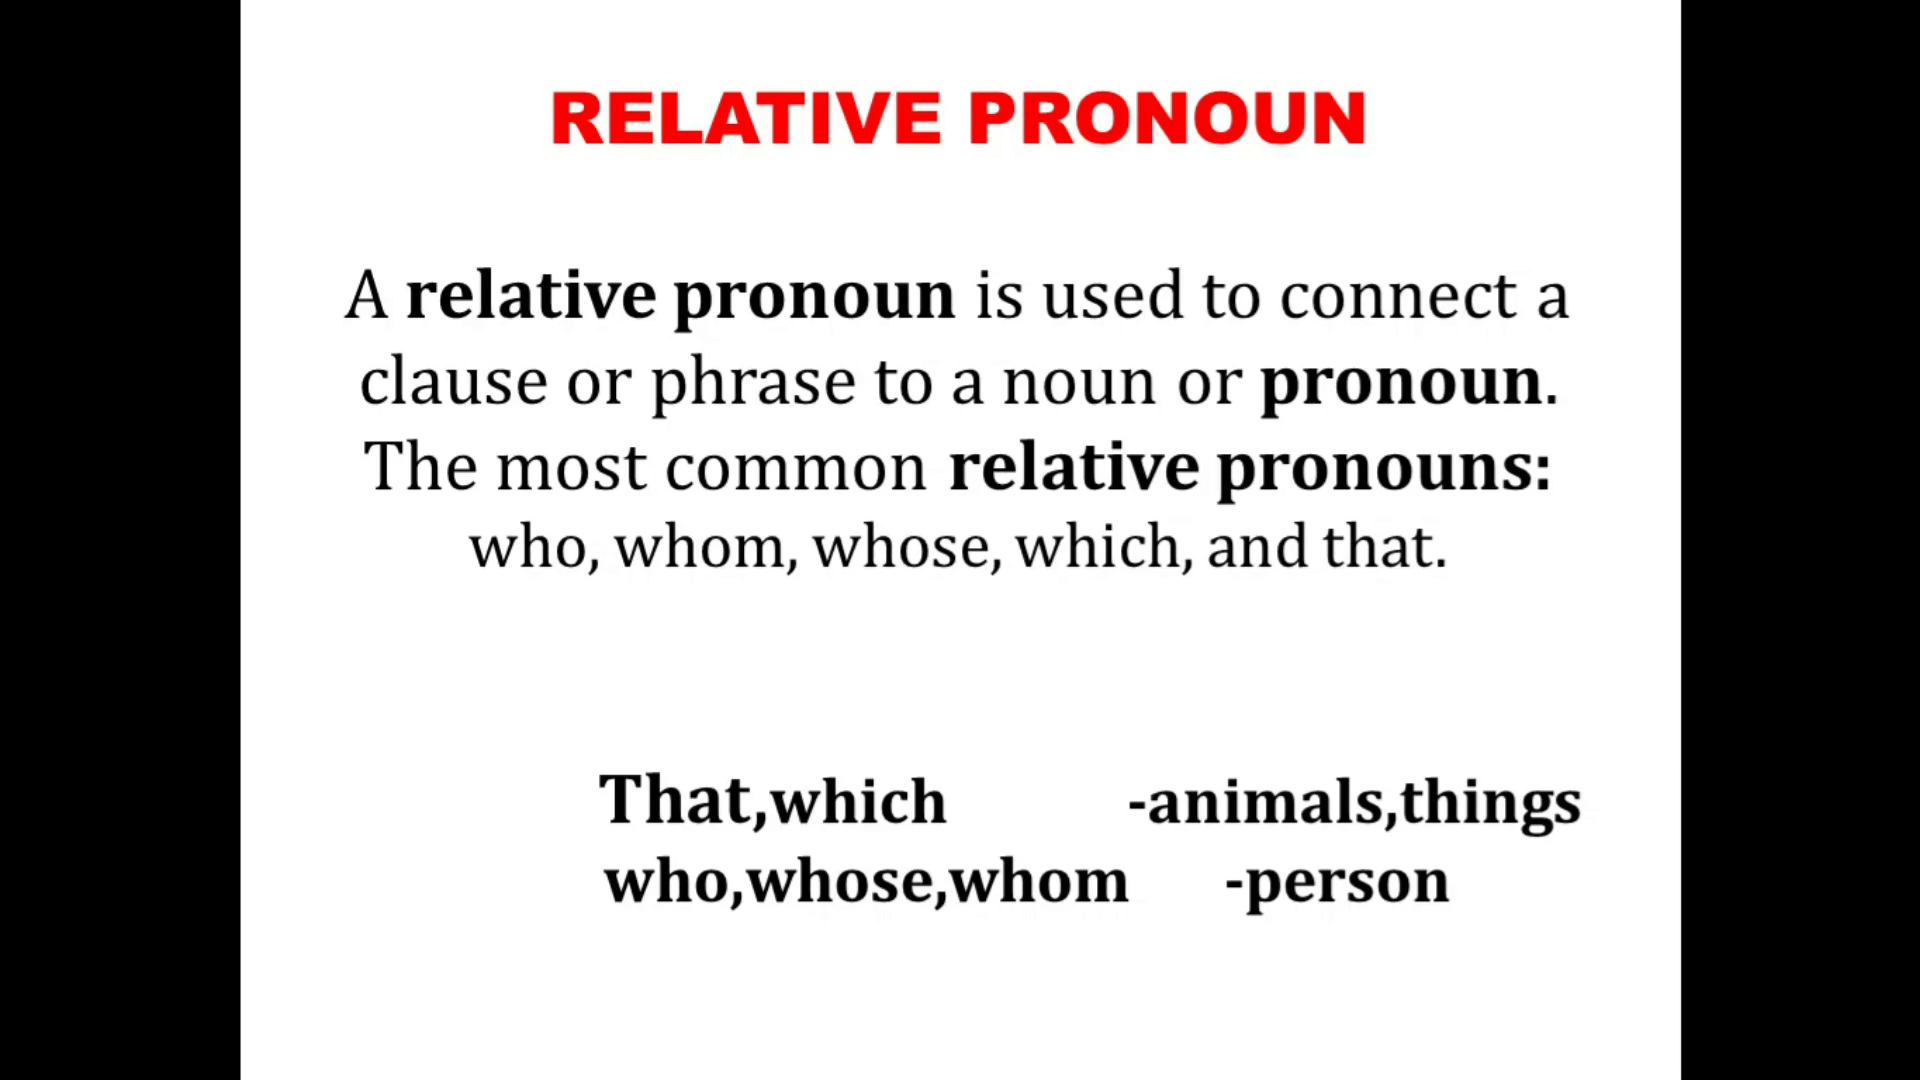 RELATIVE PRONOUN
A relative pronoun is used to connect a
clause or phrase to a noun or pronoun.
The most common relative pronouns:
who, whom, whose, which, and that.
That,which -animals,things
who,whose,whom -person